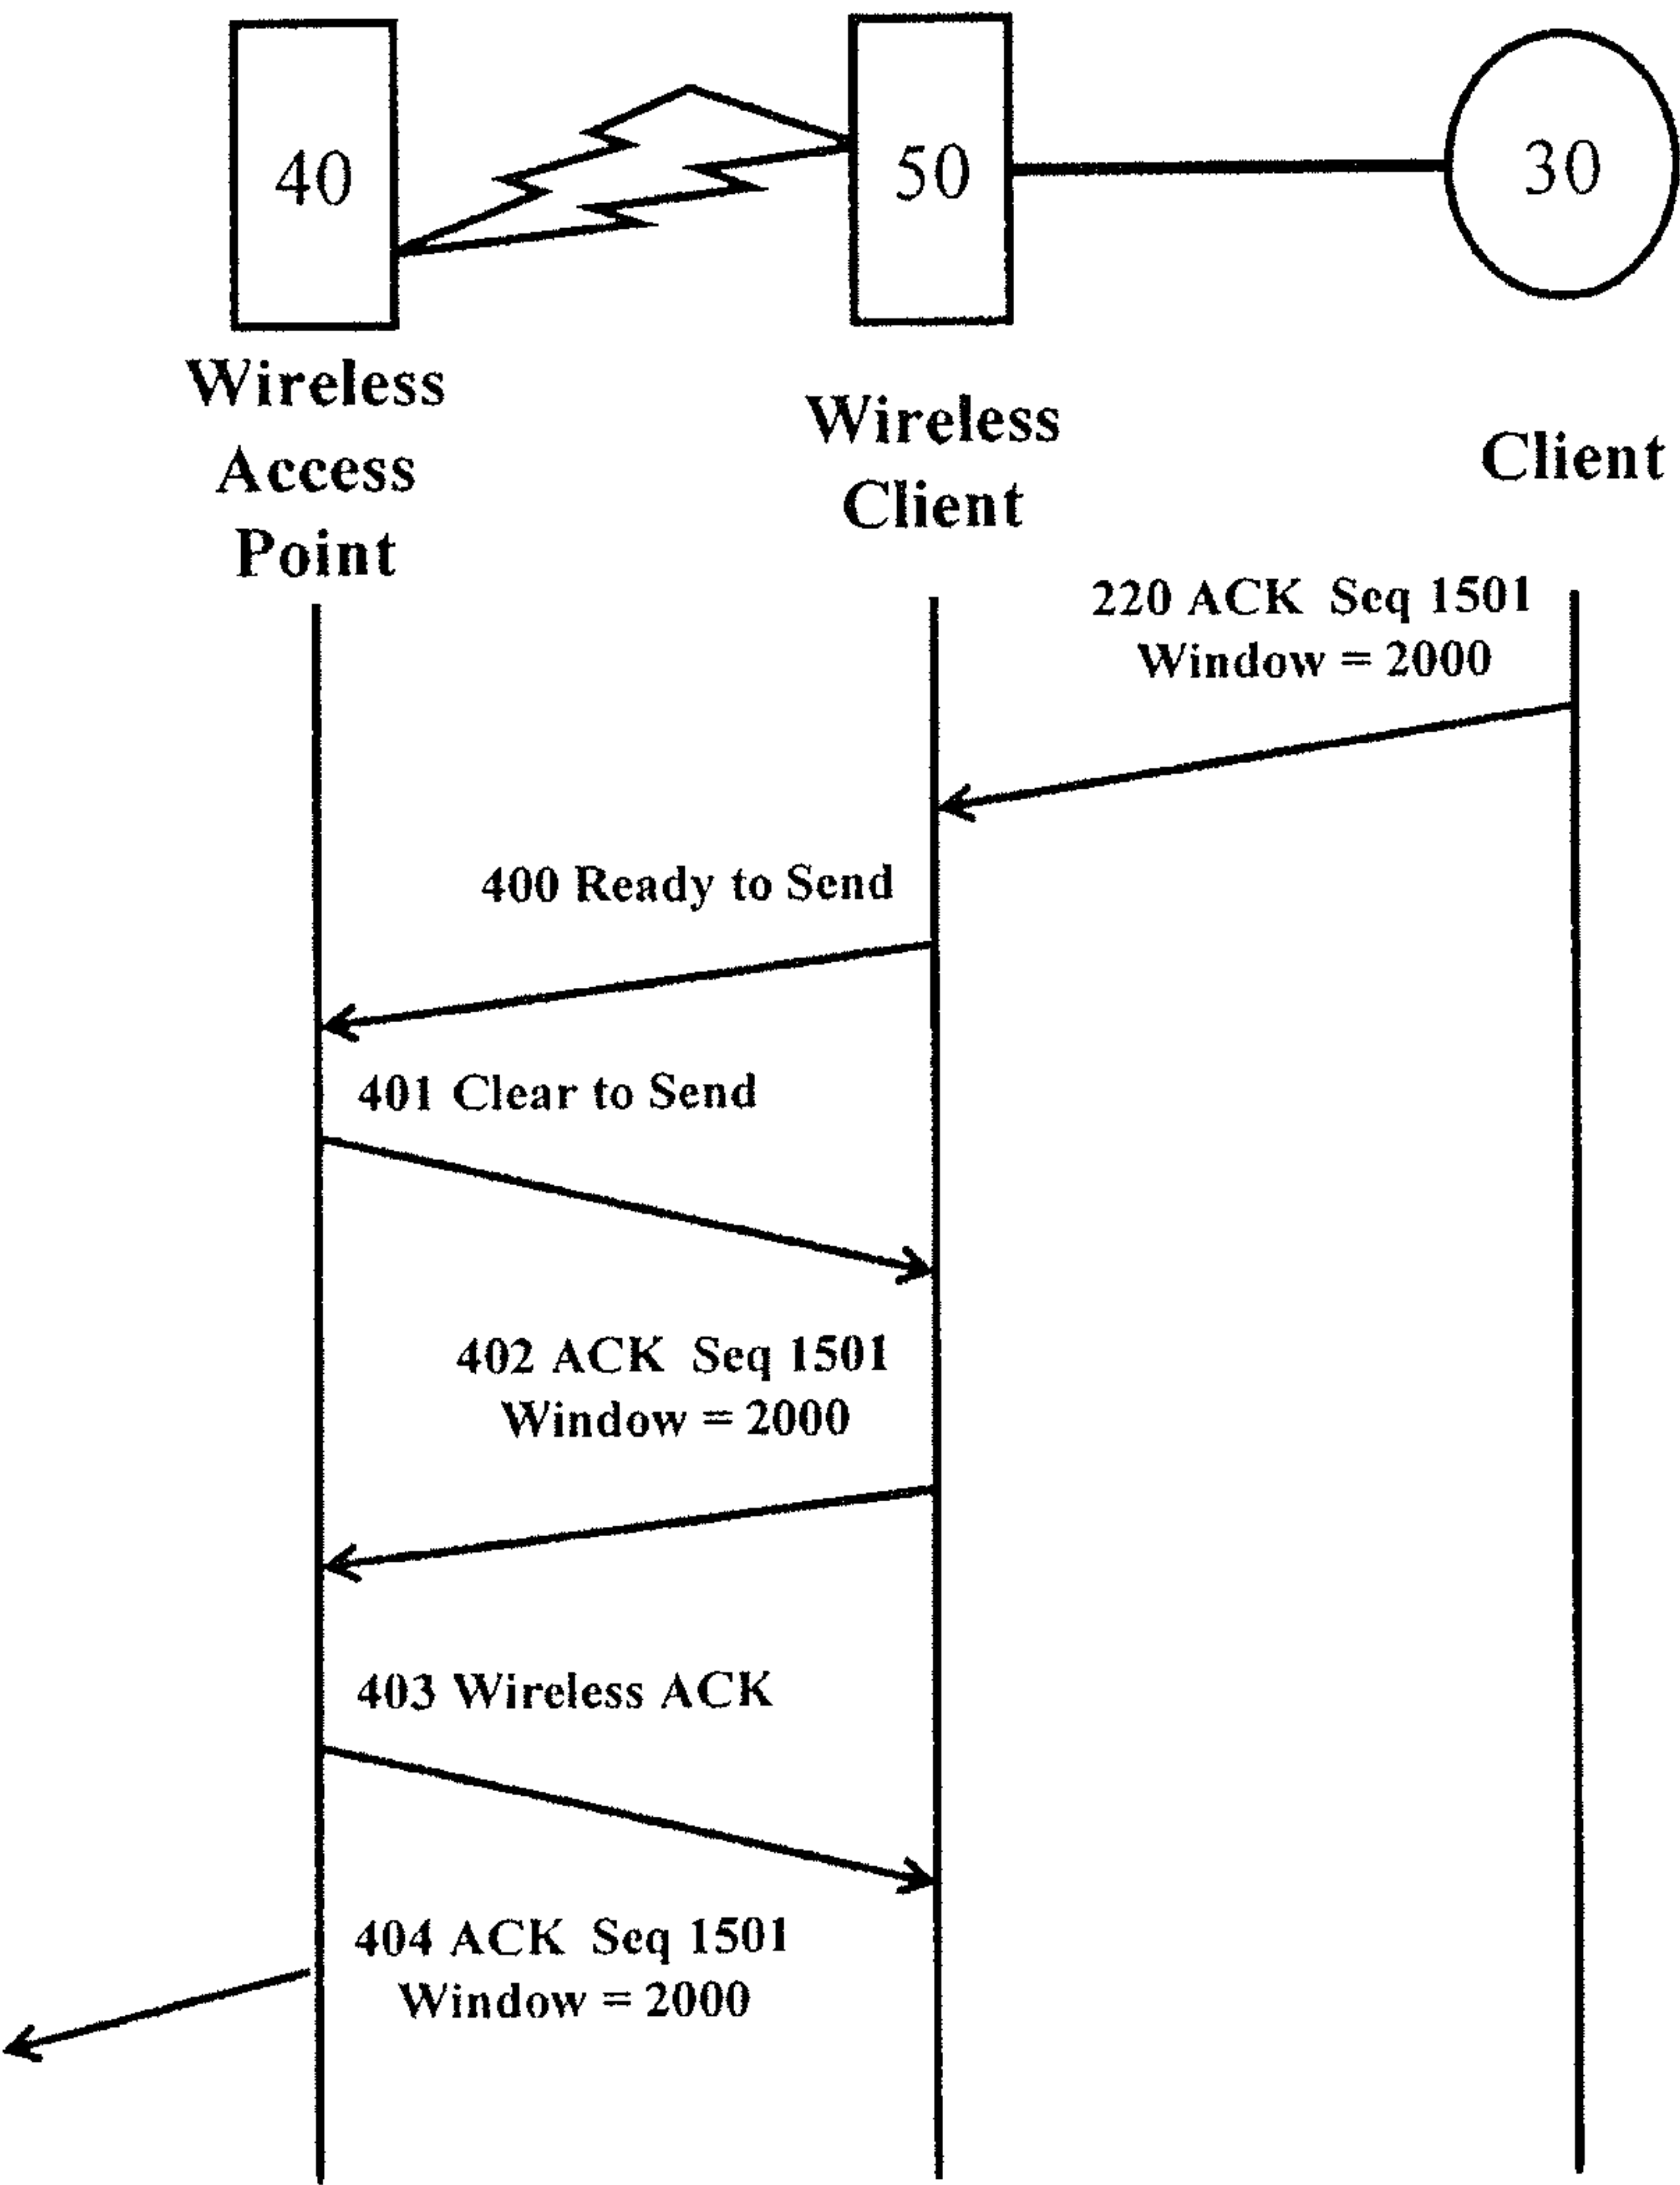 40
50
30
Wireless
Access
Point
Wireless
Client
Client
220 ACK Seq 1501
Window = 2000
400 Ready to Send
401 Clear to Send
402 ACK Seq 1501
Window = 2000
403 Wireless ACK
404 ACK Seq 1501
Window = 2000